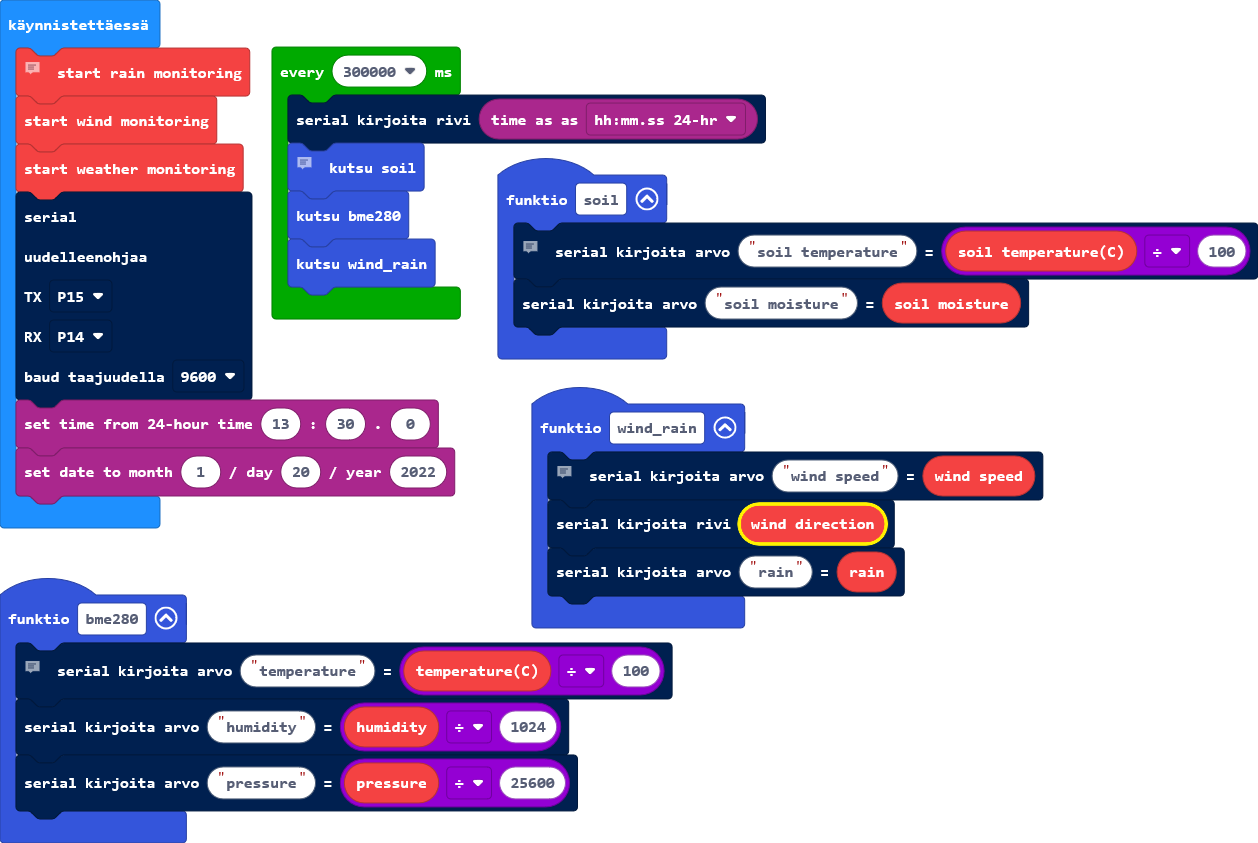 käynnistettäessä
start rain monitoring
start wind monitoring
start weather monitoring
serial
uudelleenohjaa
TX P15
RX P14
baud taajuudella 9600
set time from 24-hour time 13 : 30 . 0
set date to month 1 / day 20 / year 2022
every 300000 ms
serial kirjoita rivi time as as hh:mm.ss 24-hr
kutsu soil
kutsu bme280
kutsu wind_rain
funktio soil
serial kirjoita arvo "soil temperature" = soil temperature(C) ÷ 100
serial kirjoita arvo "soil moisture" = soil moisture
funktio wind_rain
serial kirjoita arvo "wind speed" = wind speed
serial kirjoita rivi wind direction
serial kirjoita arvo "rain" = rain
funktio bme280
serial kirjoita arvo "temperature" = temperature(C) ÷ 100
serial kirjoita arvo "humidity" = humidity ÷ 1024
serial kirjoita arvo "pressure" = pressure ÷ 25600